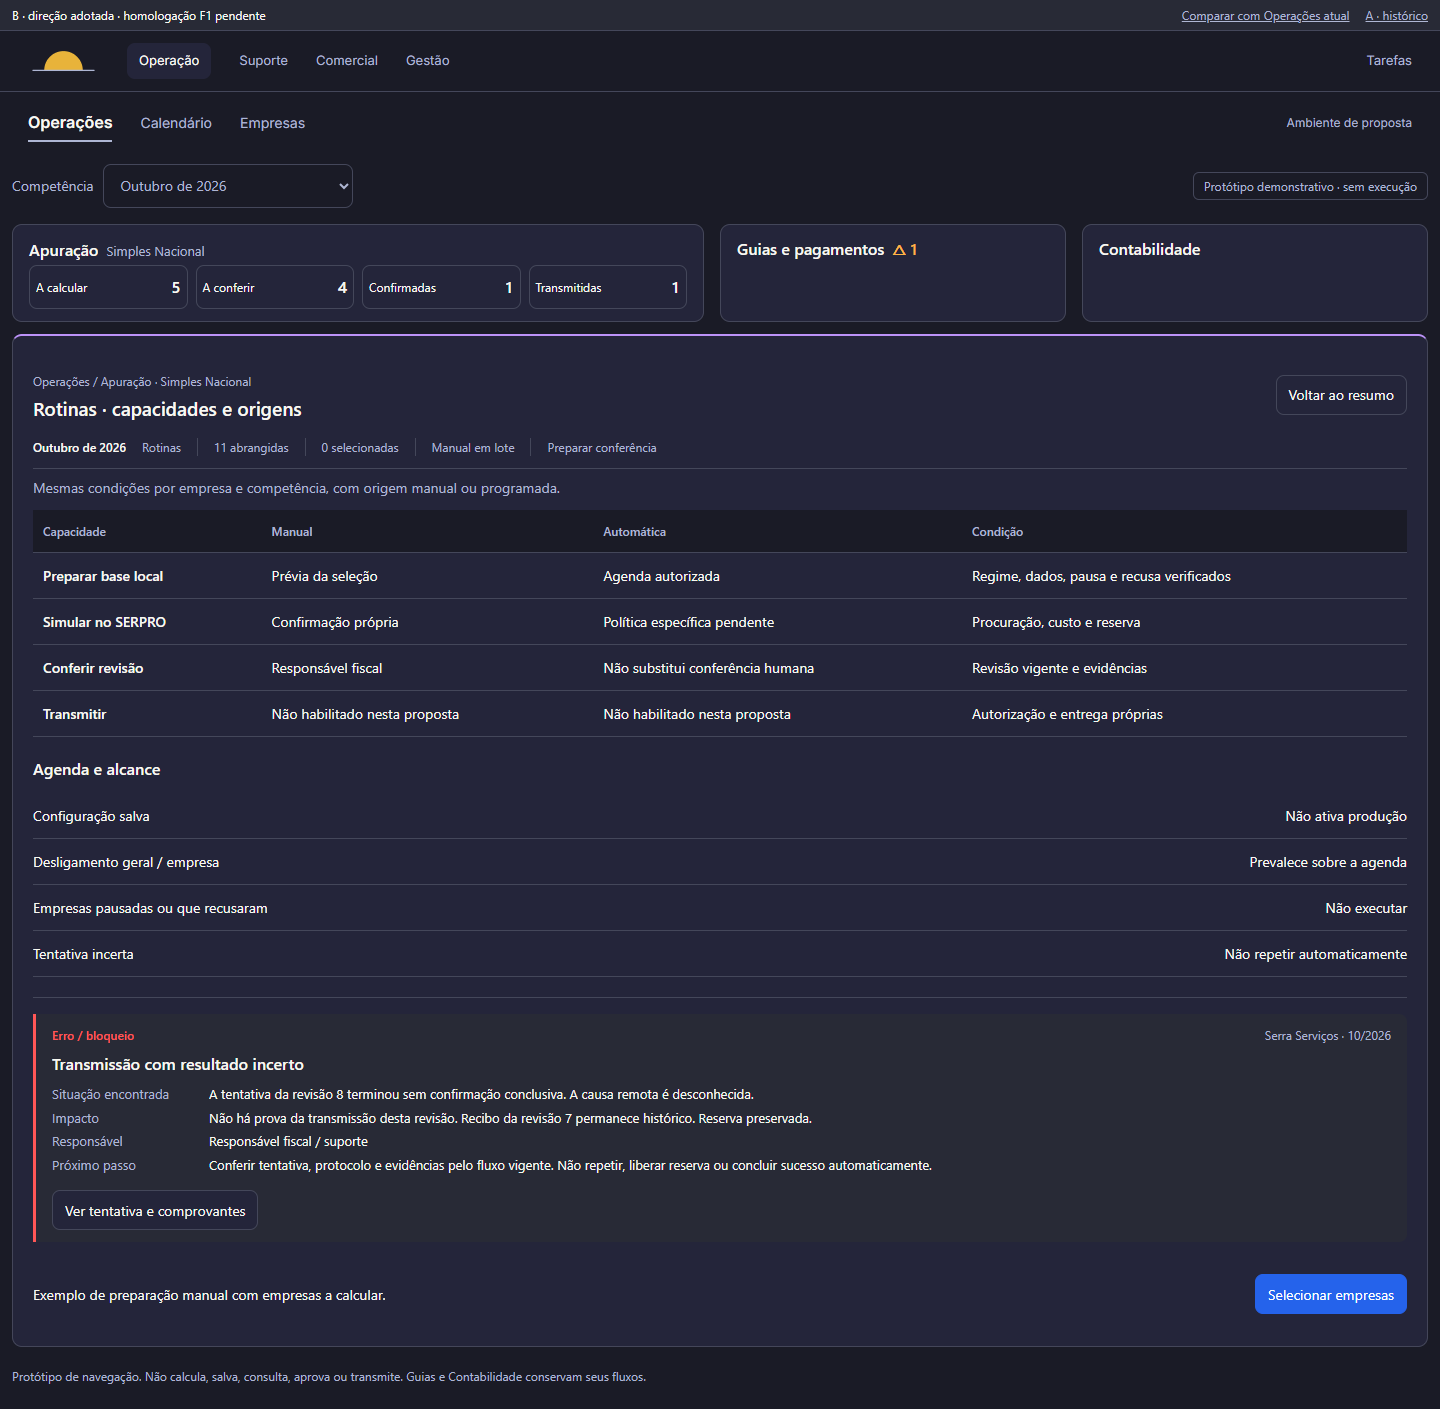 B · direção adotada · homologação F1 pendente
Comparar com Operações atual
A · histórico
Operação
Suporte
Comercial
Gestão
Tarefas
Operações
Calendário
Empresas
Ambiente de proposta
Competência
Outubro de 2026
Protótipo demonstrativo · sem execução
Apuração Simples Nacional
A calcular 5
A conferir 4
Confirmadas 1
Transmitidas 1
Guias e pagamentos △ 1
Contabilidade
Operações / Apuração · Simples Nacional
Rotinas · capacidades e origens
Voltar ao resumo
Outubro de 2026 Rotinas 11 abrangidas 0 selecionadas Manual em lote Preparar conferência
Mesmas condições por empresa e competência, com origem manual ou programada.
Capacidade Manual Automática Condição
Preparar base local Prévia da seleção Agenda autorizada Regime, dados, pausa e recusa verificados
Simular no SERPRO Confirmação própria Política específica pendente Procuração, custo e reserva
Conferir revisão Responsável fiscal Não substitui conferência humana Revisão vigente e evidências
Transmitir Não habilitado nesta proposta Não habilitado nesta proposta Autorização e entrega próprias
Agenda e alcance
Configuração salva Não ativa produção
Desligamento geral / empresa Prevalece sobre a agenda
Empresas pausadas ou que recusaram Não executar
Tentativa incerta Não repetir automaticamente
Erro / bloqueio Serra Serviços · 10/2026
Transmissão com resultado incerto
Situação encontrada A tentativa da revisão 8 terminou sem confirmação conclusiva. A causa remota é desconhecida.
Impacto Não há prova da transmissão desta revisão. Recibo da revisão 7 permanece histórico. Reserva preservada.
Responsável Responsável fiscal / suporte
Próximo passo Conferir tentativa, protocolo e evidências pelo fluxo vigente. Não repetir, liberar reserva ou concluir sucesso automaticamente.
Ver tentativa e comprovantes
Exemplo de preparação manual com empresas a calcular.
Selecionar empresas
Protótipo de navegação. Não calcula, salva, consulta, aprova ou transmite. Guias e Contabilidade conservam seus fluxos.